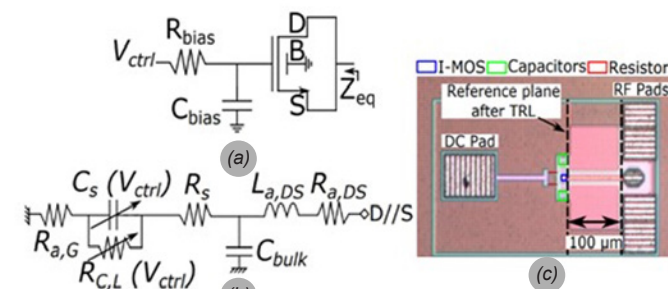 D
R_bias
V_ctrl
B
C_bias
S
Z_eq
(a)
C_s (V_ctrl)
R_s
L_a,DS R_a,DS
D//S
R_a,G
C_bulk
R_C,L (V_ctrl)
(b)
I-MOS Capacitors Resistor
Reference plane
after TRL
RF Pads
DC Pad
100 μm
(c)